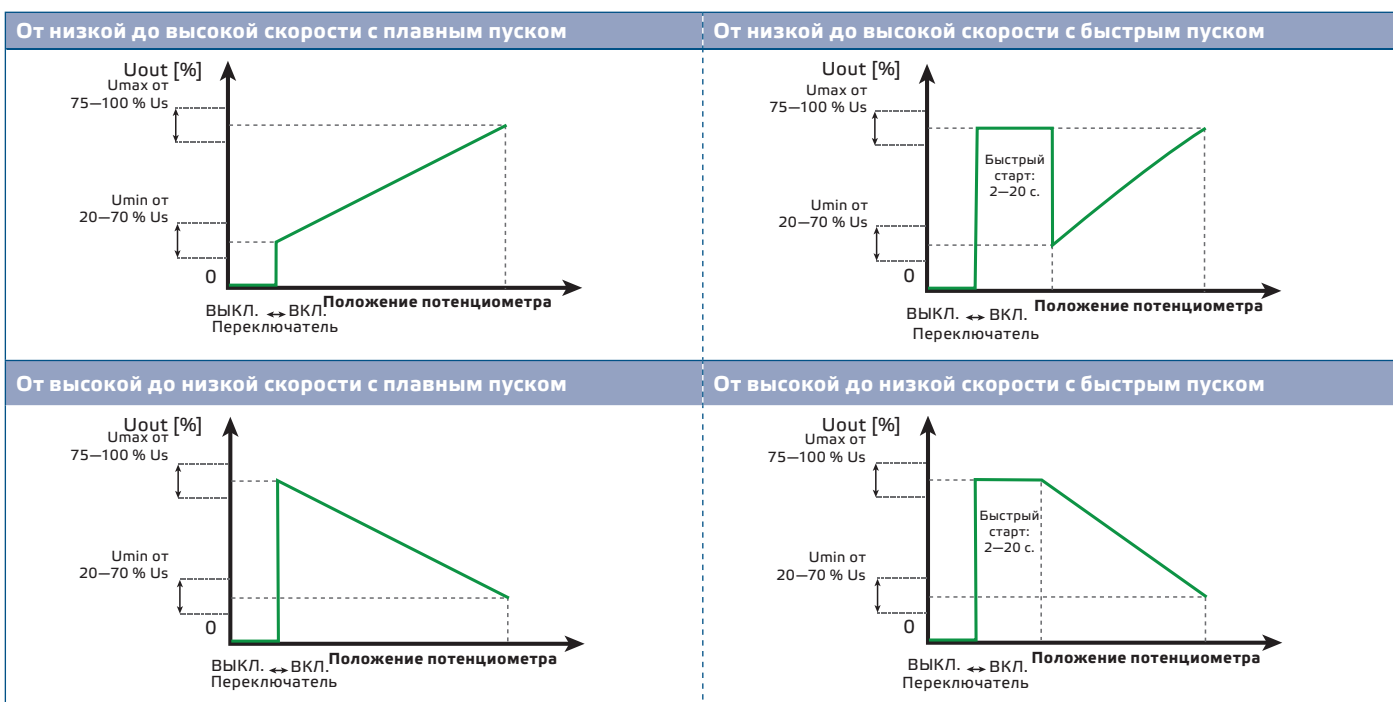 От низкой до высокой скорости с плавным пуском
Uout [%]
Umax от
75—100 % Us
Umin от
20—70 % Us
0
ВЫКЛ. ↔ ВКЛ.
Переключатель
Положение потенциометра
От низкой до высокой скорости с быстрым пуском
Uout [%]
Umax от
75—100 % Us
Быстрый
старт:
2—20 с.
Umin от
20—70 % Us
0
ВЫКЛ. ↔ ВКЛ.
Переключатель
Положение потенциометра
От высокой до низкой скорости с плавным пуском
Uout [%]
Umax от
75—100 % Us
Umin от
20—70 % Us
0
ВЫКЛ. ↔ ВКЛ.
Переключатель
Положение потенциометра
От высокой до низкой скорости с быстрым пуском
Uout [%]
Umax от
75—100 % Us
Быстрый
старт:
2—20 с.
Umin от
20—70 % Us
0
ВЫКЛ. ↔ ВКЛ.
Переключатель
Положение потенциометра